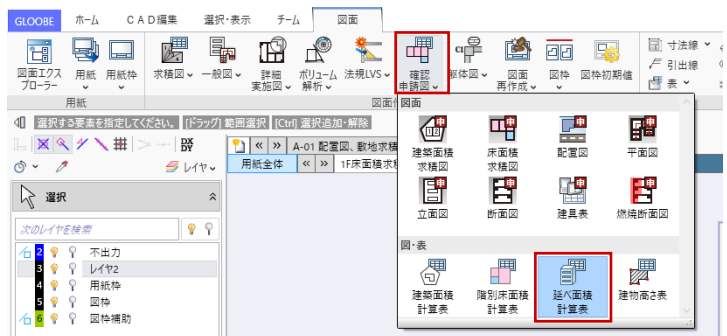 GLOOBE ホーム CAD編集 選択・表示 チーム 図面
図面エクスプローラー 用紙 用紙枠 求積図 一般図 詳細実施図 ボリューム解析 法規LVS 確認申請図 躯体図 図面再作成 図枠 図枠初期値 寸法線
引出線
表
用紙
選択する要素を指定してください。 [ドラッグ] 範囲選択 [Ctrl] 選択追加・解除
« » A-01 配置図、敷地求積
レイヤ 用紙全体 « » 1F床面積求積
選択
次のレイヤを検索
2 不出力
3 レイヤ2
4 用紙枠
5 図枠
6 図枠補助
図面
建築面積求積図 床面積求積図 配置図 平面図
立面図 断面図 建具表 燃焼断面図
図・表
建築面積計算表 階別床面積計算表 延べ面積計算表 建物高さ表